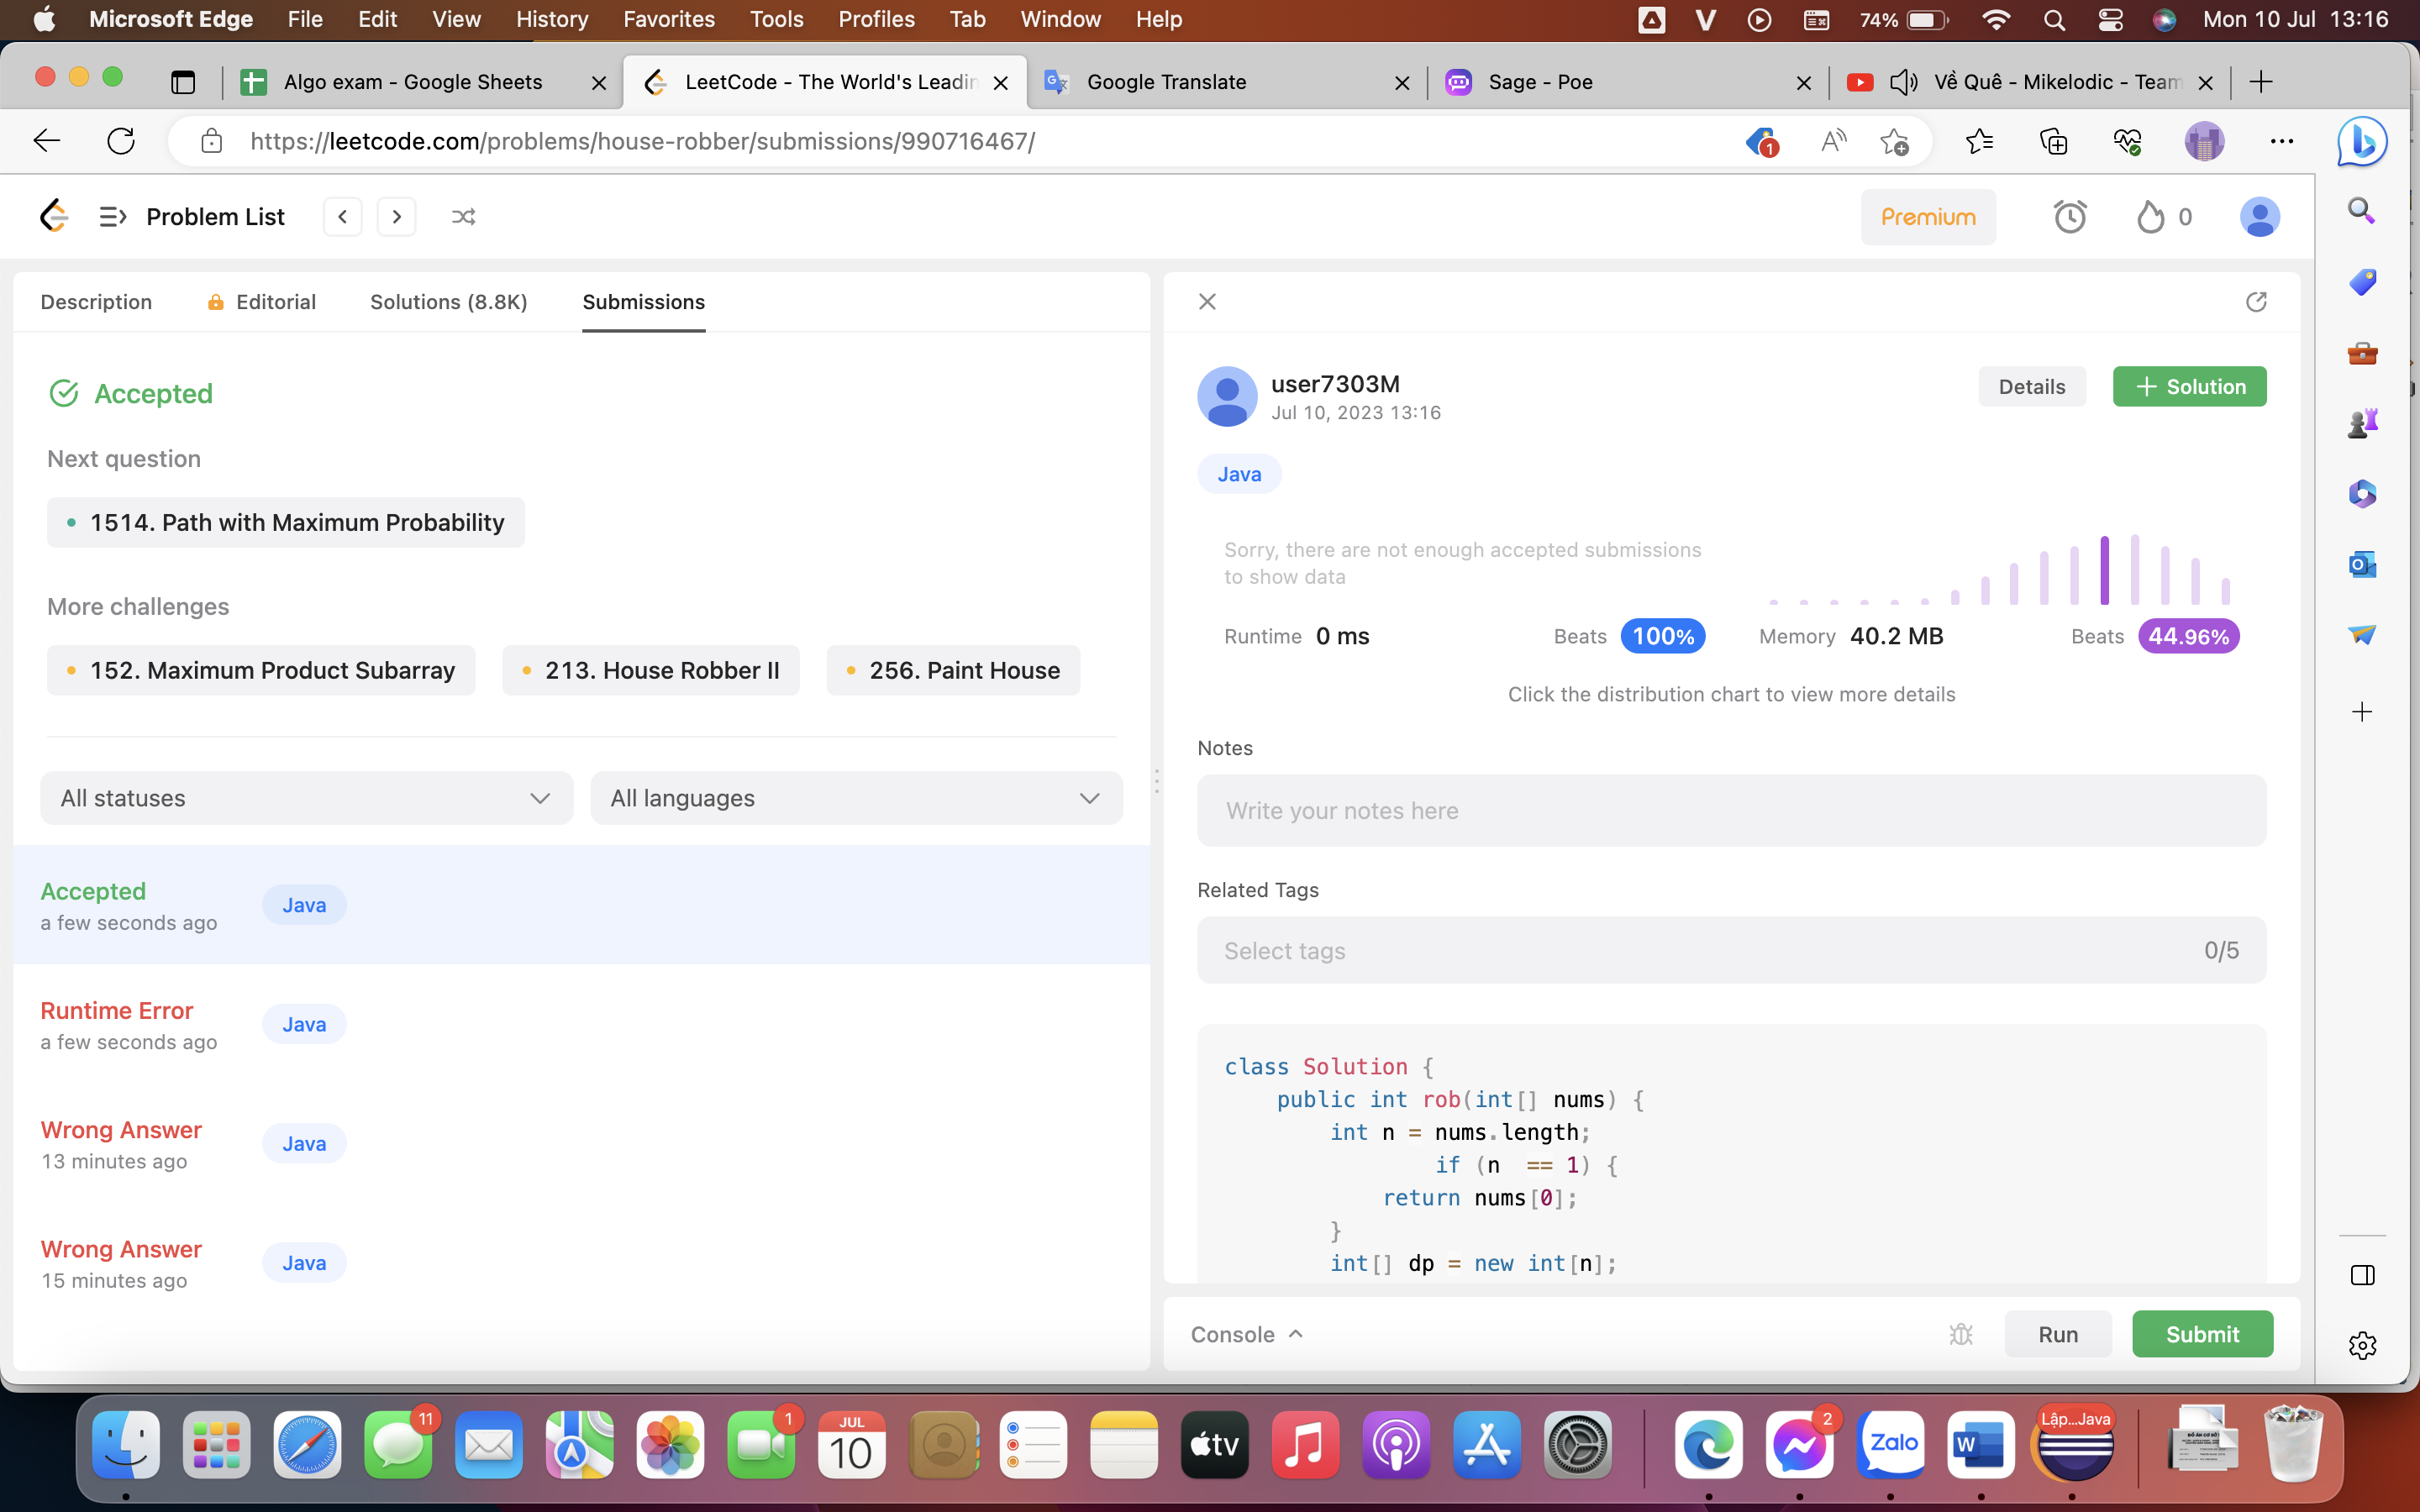 Microsoft Edge File Edit View History Favorites Tools Profiles Tab Window Help 74% Mon 10 Jul 13:16
Algo exam - Google Sheets LeetCode - The World's Leadin Google Translate Sage - Poe Về Quê - Mikelodic - Team
https://leetcode.com/problems/house-robber/submissions/990716467/ 1
Problem List Premium 0
Description Editorial Solutions (8.8K) Submissions
Accepted
Next question
1514. Path with Maximum Probability
More challenges
152. Maximum Product Subarray 213. House Robber II 256. Paint House
All statuses All languages
Accepted Java
a few seconds ago
Runtime Error Java
a few seconds ago
Wrong Answer Java
13 minutes ago
Wrong Answer Java
15 minutes ago
user7303M Details + Solution
Jul 10, 2023 13:16
Java
Sorry, there are not enough accepted submissions
to show data
Runtime 0 ms Beats 100% Memory 40.2 MB Beats 44.96%
Click the distribution chart to view more details
Notes
Write your notes here
Related Tags
Select tags 0/5
class Solution {
public int rob(int[] nums) {
int n = nums.length;
if (n == 1) {
return nums[0];
}
int[] dp = new int[n];
Console Run Submit
11 1 JUL 10 tv 2 Zalo W Lập...Java